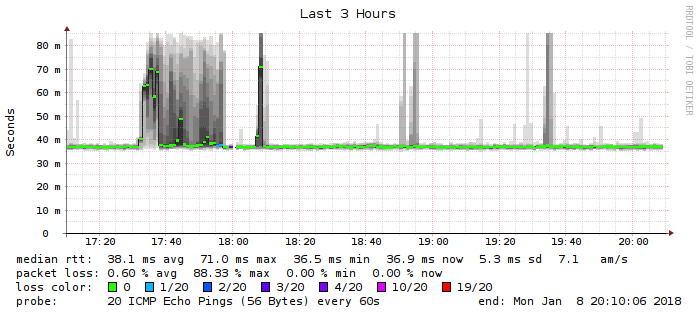 Last 3 Hours
RRDTOOL / TOBI OETIKER
Seconds
80 m
70 m
60 m
50 m
40 m
30 m
20 m
10 m
0
17:20 17:40 18:00 18:20 18:40 19:00 19:20 19:40 20:00
median rtt: 38.1 ms avg 71.0 ms max 36.5 ms min 36.9 ms now 5.3 ms sd 7.1 am/s
packet loss: 0.60 % avg 88.33 % max 0.00 % min 0.00 % now
loss color: 0 1/20 2/20 3/20 4/20 10/20 19/20
probe: 20 ICMP Echo Pings (56 Bytes) every 60s end: Mon Jan 8 20:10:06 2018